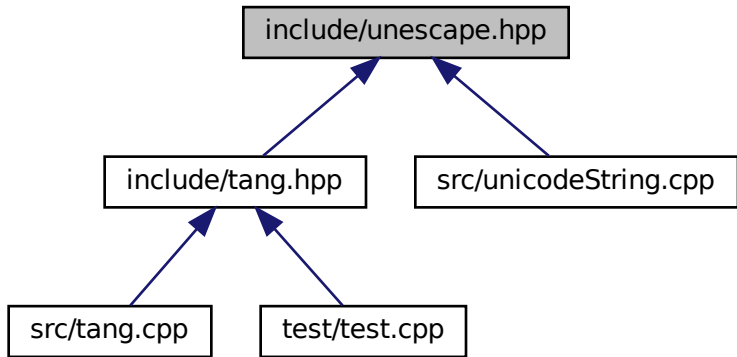 include/unescape.hpp
include/tang.hpp
src/unicodeString.cpp
src/tang.cpp
test/test.cpp